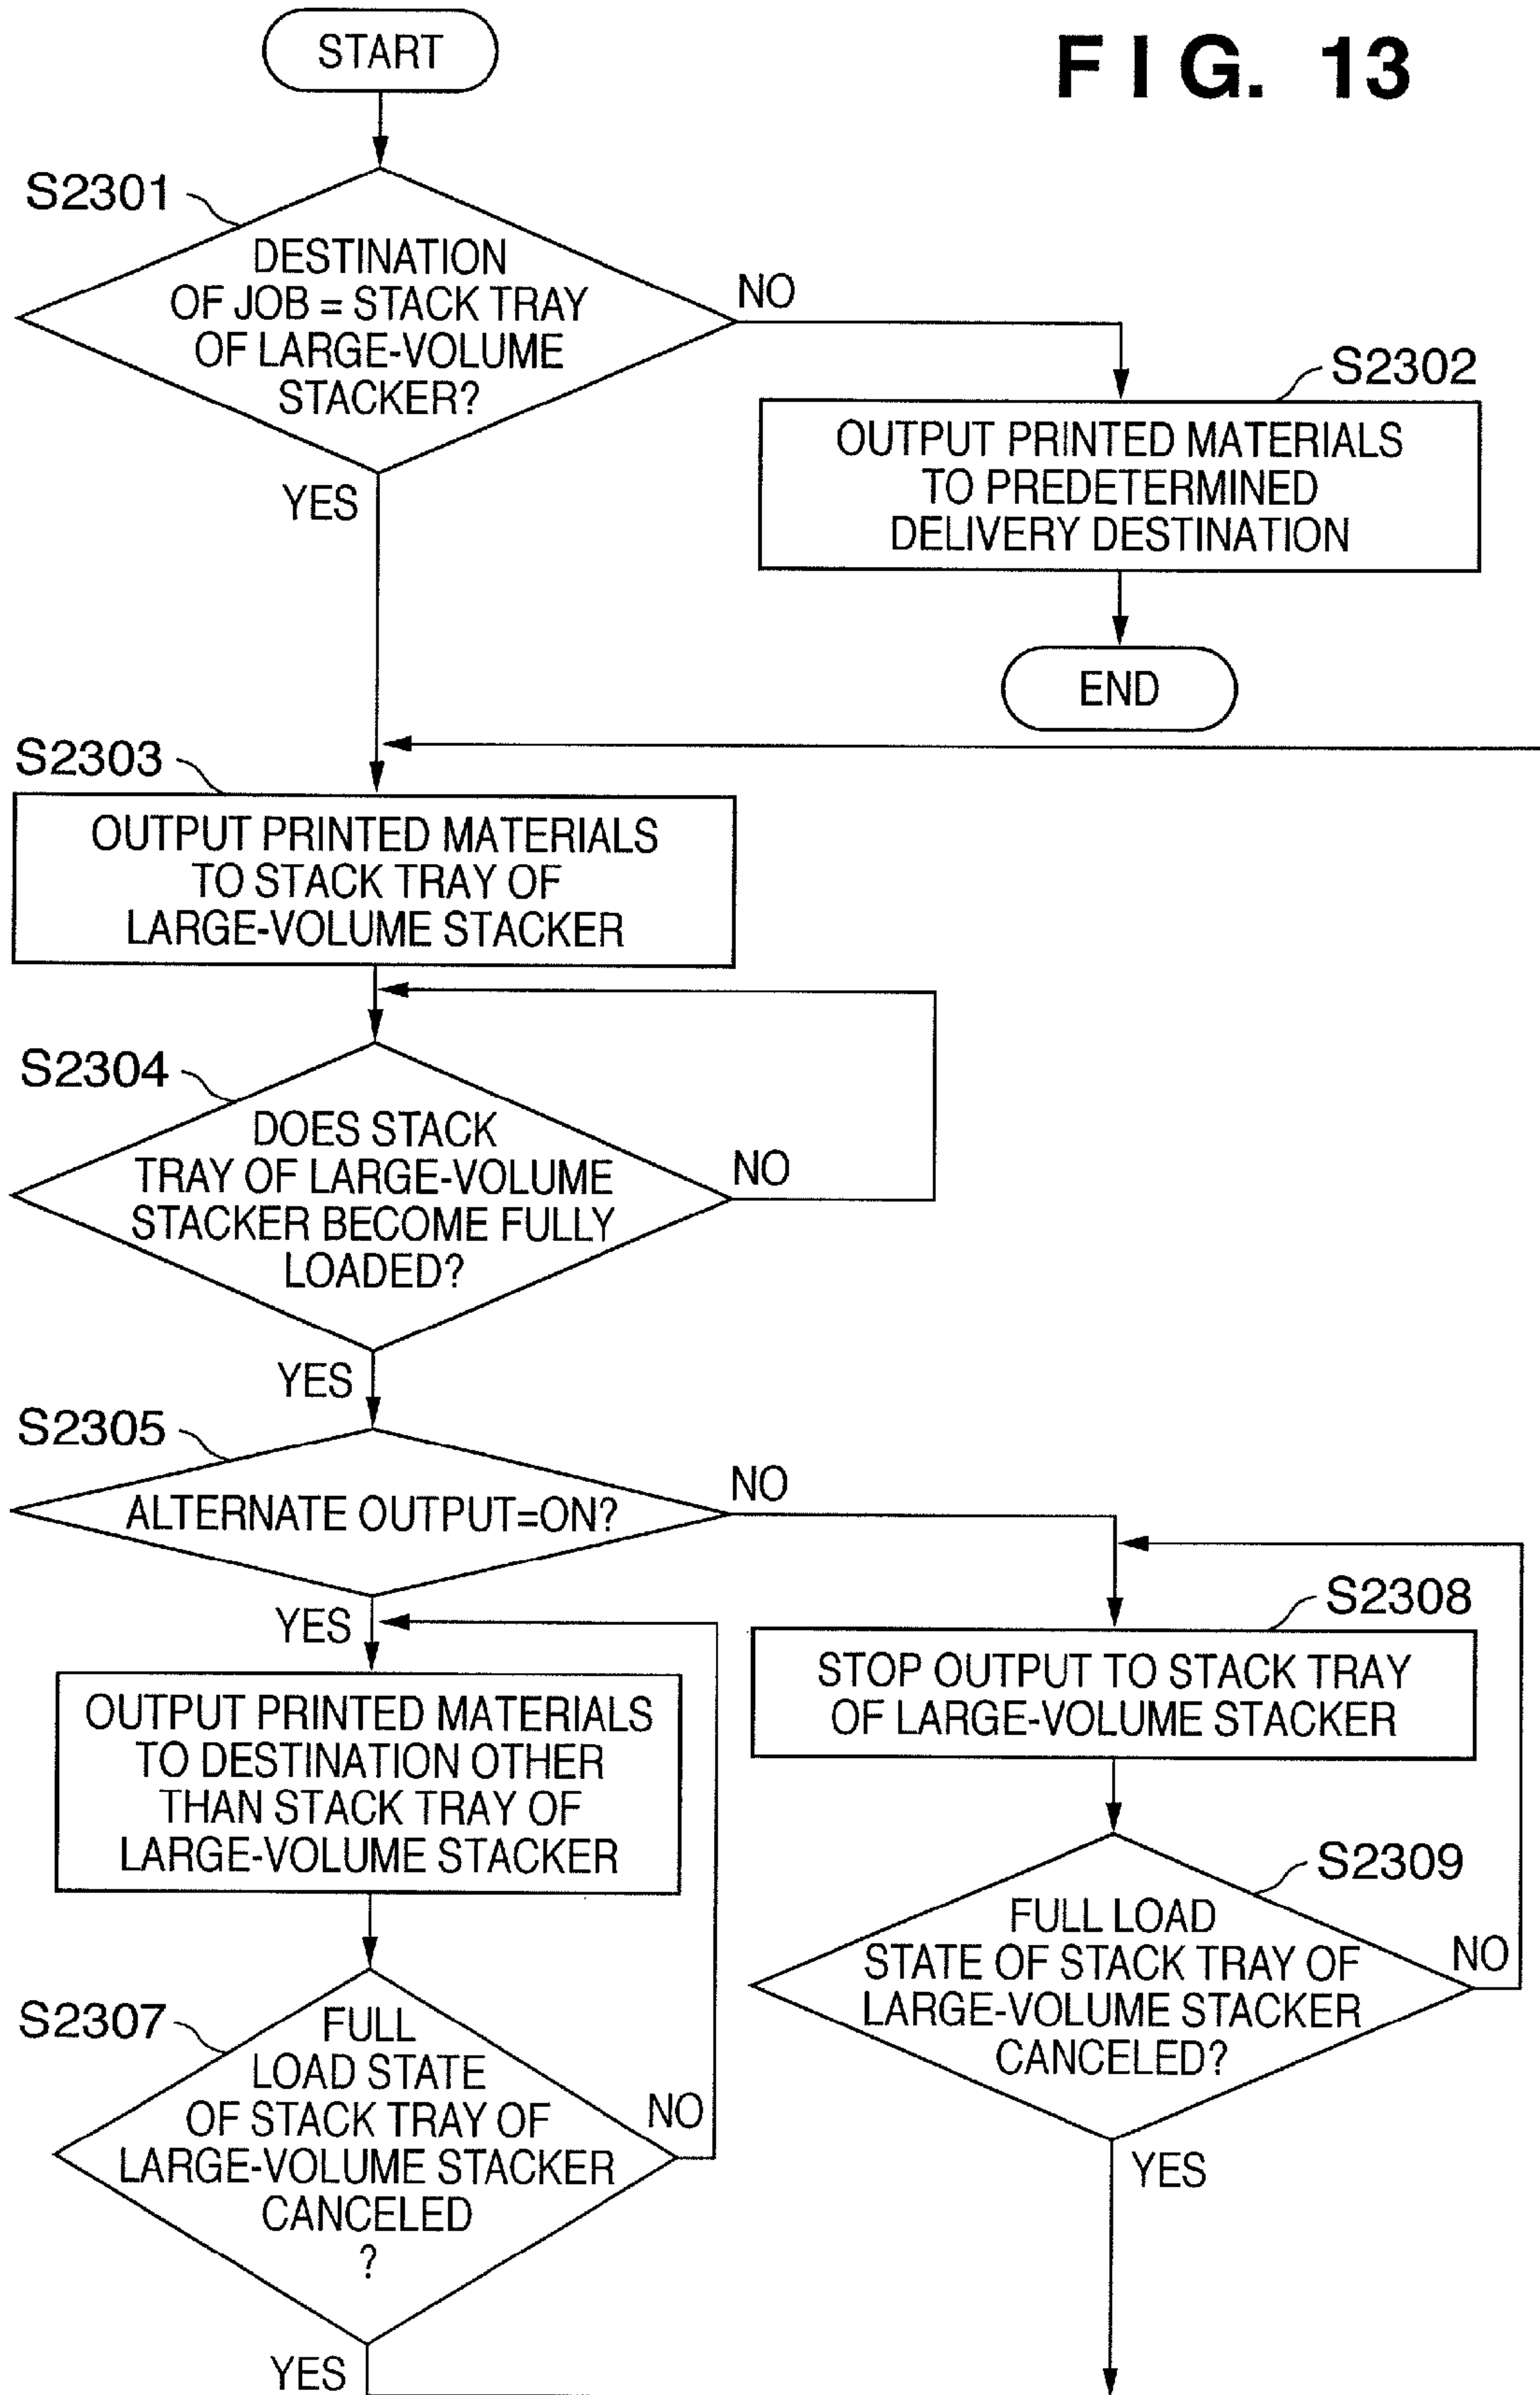 START
FIG. 13
S2301
DESTINATION
OF JOB = STACK TRAY
OF LARGE-VOLUME
STACKER?
NO
YES
S2302
OUTPUT PRINTED MATERIALS
TO PREDETERMINED
DELIVERY DESTINATION
END
S2303
OUTPUT PRINTED MATERIALS
TO STACK TRAY OF
LARGE-VOLUME STACKER
S2304
DOES STACK
TRAY OF LARGE-VOLUME
STACKER BECOME FULLY
LOADED?
NO
YES
S2305
ALTERNATE OUTPUT=ON?
NO
YES
OUTPUT PRINTED MATERIALS
TO DESTINATION OTHER
THAN STACK TRAY OF
LARGE-VOLUME STACKER
S2308
STOP OUTPUT TO STACK TRAY
OF LARGE-VOLUME STACKER
S2307
FULL
LOAD STATE
OF STACK TRAY OF
LARGE-VOLUME STACKER
CANCELED
?
NO
YES
S2309
FULL LOAD
STATE OF STACK TRAY OF
LARGE-VOLUME STACKER
CANCELED?
NO
YES